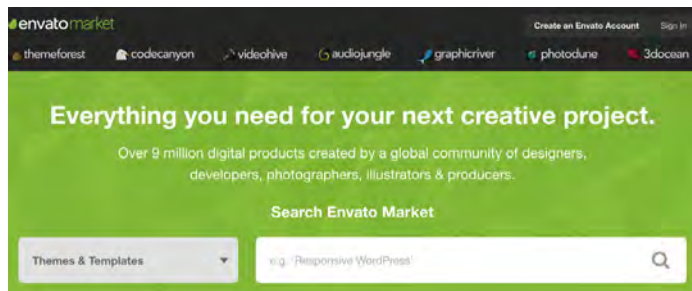 envatomarket
Create an Envato Account Sign In
themeforest codecanyon videohive audiojungle graphicriver photodune 3docean
Everything you need for your next creative project.
Over 9 million digital products created by a global community of designers,
developers, photographers, illustrators & producers.
Search Envato Market
Themes & Templates
e.g. 'Responsive WordPress'